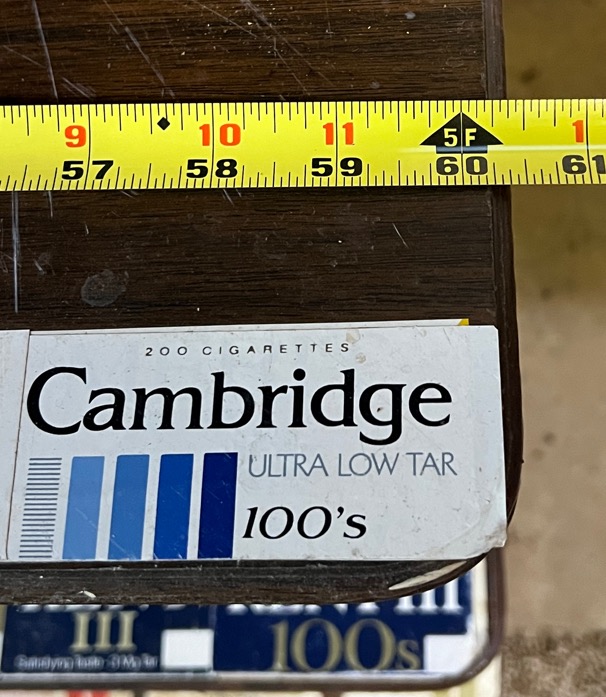 9 10 11 5F 1
57 58 59 60 61
200 CIGARETTES
Cambridge
ULTRA LOW TAR
100's
III
100s